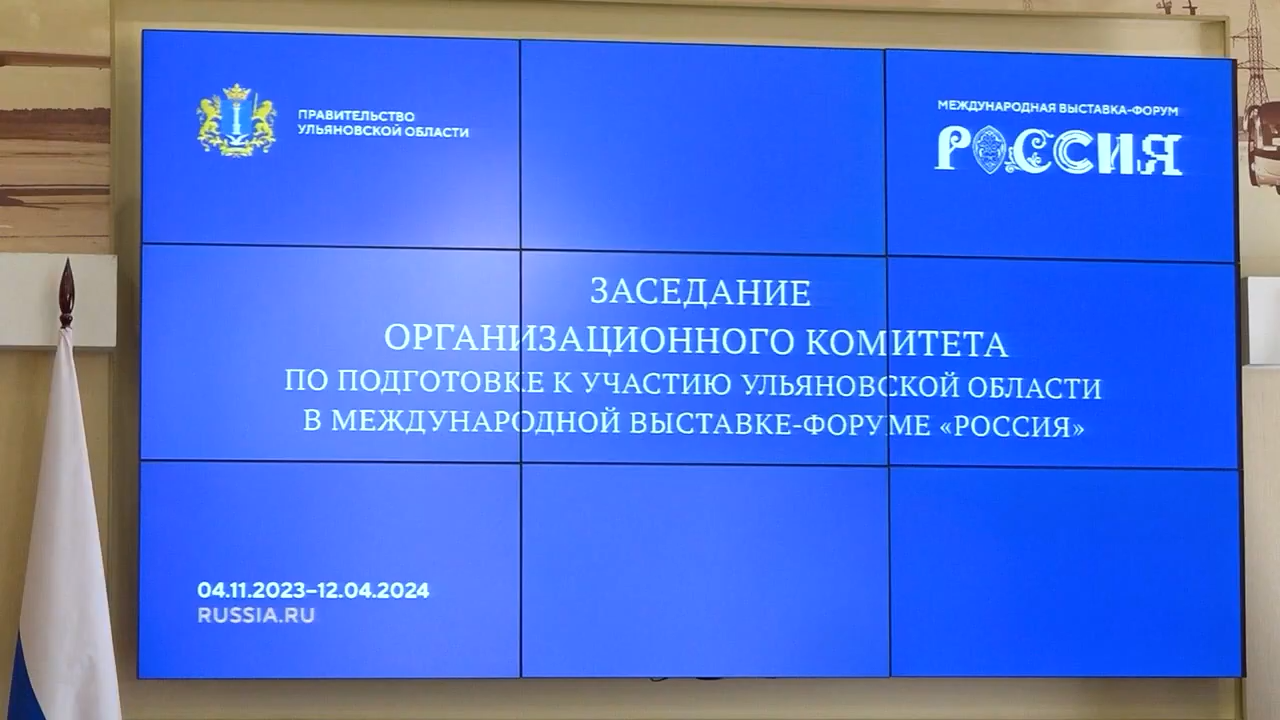 ПРАВИТЕЛЬСТВО
УЛЬЯНОВСКОЙ ОБЛАСТИ
МЕЖДУНАРОДНАЯ ВЫСТАВКА-ФОРУМ
РОССИЯ
ЗАСЕДАНИЕ
ОРГАНИЗАЦИОННОГО КОМИТЕТА
ПО ПОДГОТОВКЕ К УЧАСТИЮ УЛЬЯНОВСКОЙ ОБЛАСТИ
В МЕЖДУНАРОДНОЙ ВЫСТАВКЕ-ФОРУМЕ «РОССИЯ»
04.11.2023–12.04.2024
RUSSIA.RU